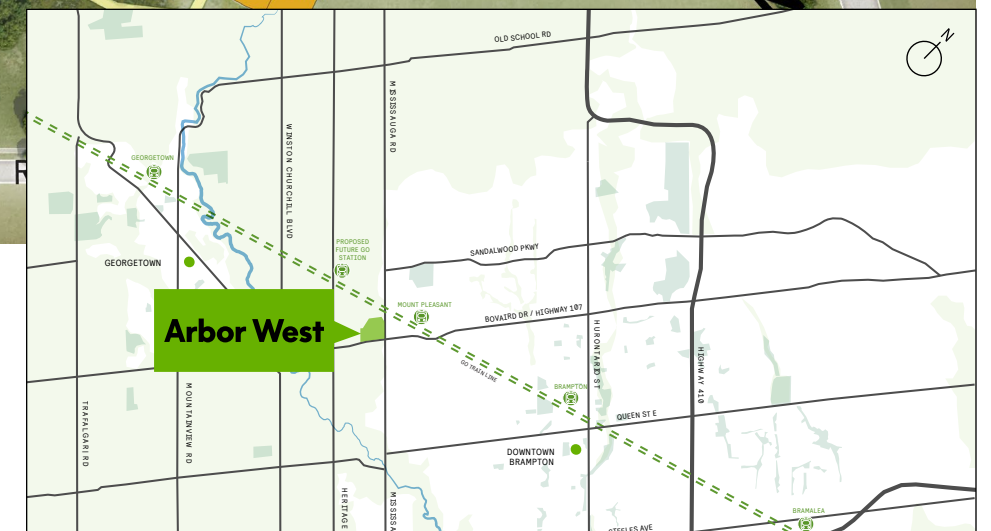 OLD SCHOOL RD
N
MISSISSAUGA RD
WINSTON CHURCHILL BLVD
GEORGETOWN
R
PROPOSED
FUTURE GO
STATION
SANDALWOOD PKWY
GEORGETOWN
MOUNT PLEASANT
BOVAIRD DR / HIGHWAY 107
Arbor West
HURONTARIO ST
HIGHWAY 410
GO TRAIN LINE
BRAMPTON
TRAFALGAR RD
MOUNTAINVIEW RD
QUEEN ST E
DOWNTOWN
BRAMPTON
HERITAGE
MISSISSA
BRAMALEA
STEELES AVE